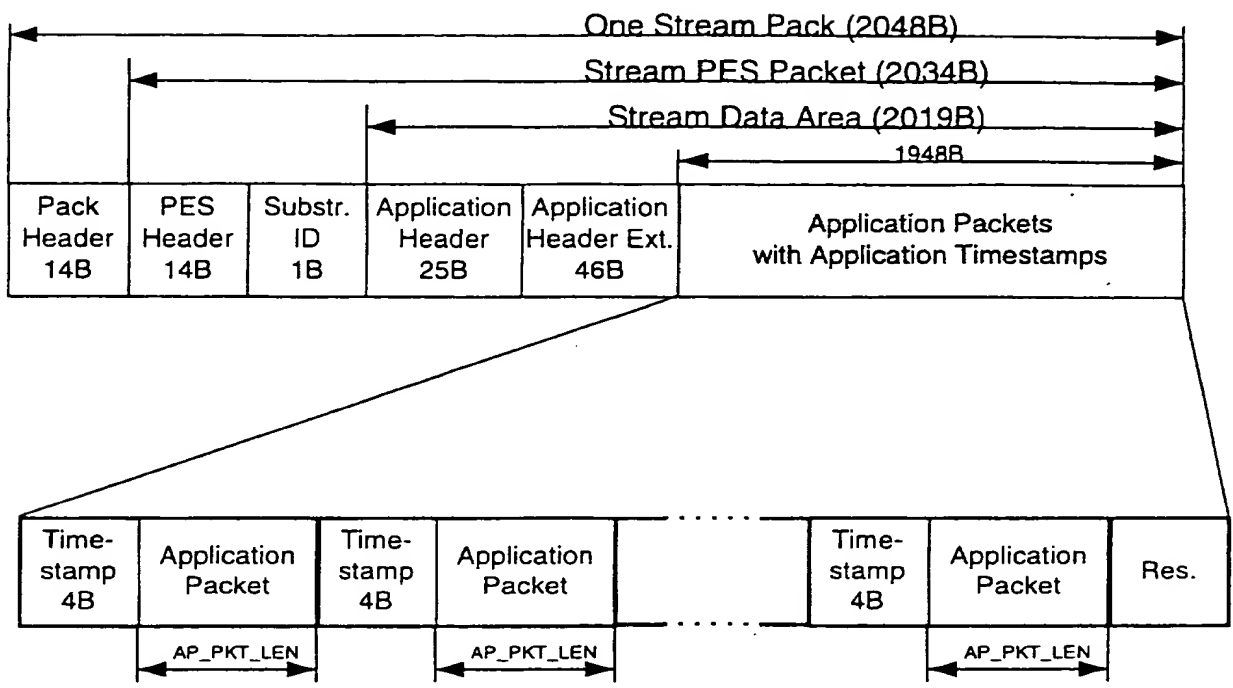 One Stream Pack (2048B)
Stream PES Packet (2034B)
Stream Data Area (2019B)
1948B
Pack
Header
14B
PES
Header
14B
Substr.
ID
1B
Application
Header
25B
Application
Header Ext.
46B
Application Packets
with Application Timestamps
Time-
stamp
4B
Application
Packet
Time-
stamp
4B
Application
Packet
Time-
stamp
4B
Application
Packet
Res.
AP_PKT_LEN
AP_PKT_LEN
AP_PKT_LEN